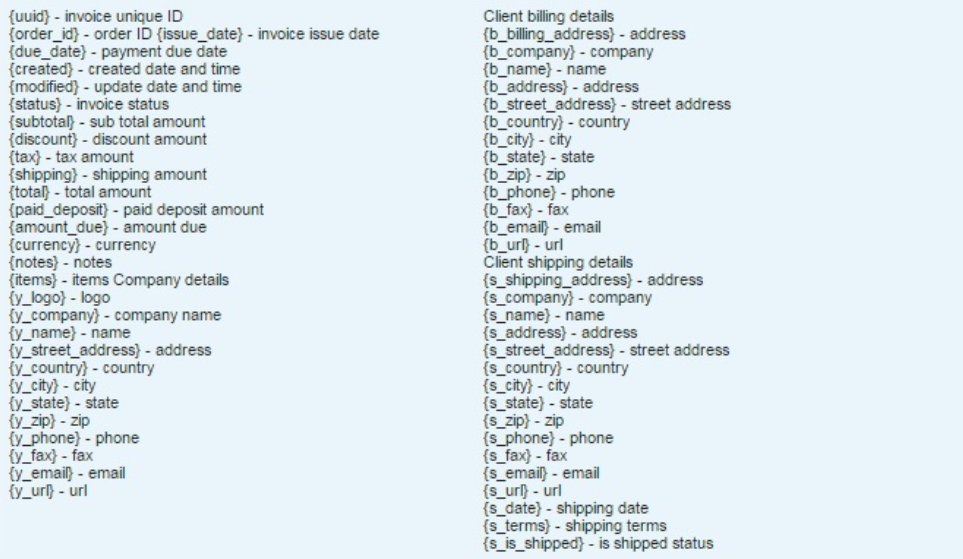 {uuid} - invoice unique ID
{order_id} - order ID {issue_date} - invoice issue date
{due_date} - payment due date
{created} - created date and time
{modified} - update date and time
{status} - invoice status
{subtotal} - sub total amount
{discount} - discount amount
{tax} - tax amount
{shipping} - shipping amount
{total} - total amount
{paid_deposit} - paid deposit amount
{amount_due} - amount due
{currency} - currency
{notes} - notes
{items} - items Company details
{y_logo} - logo
{y_company} - company name
{y_name} - name
{y_street_address} - address
{y_country} - country
{y_city} - city
{y_state} - state
{y_zip} - zip
{y_phone} - phone
{y_fax} - fax
{y_email} - email
{y_url} - url
Client billing details
{b_billing_address} - address
{b_company} - company
{b_name} - name
{b_address} - address
{b_street_address} - street address
{b_country} - country
{b_city} - city
{b_state} - state
{b_zip} - zip
{b_phone} - phone
{b_fax} - fax
{b_email} - email
{b_url} - url
Client shipping details
{s_shipping_address} - address
{s_company} - company
{s_name} - name
{s_address} - address
{s_street_address} - street address
{s_country} - country
{s_city} - city
{s_state} - state
{s_zip} - zip
{s_phone} - phone
{s_fax} - fax
{s_email} - email
{s_url} - url
{s_date} - shipping date
{s_terms} - shipping terms
{s_is_shipped} - is shipped status